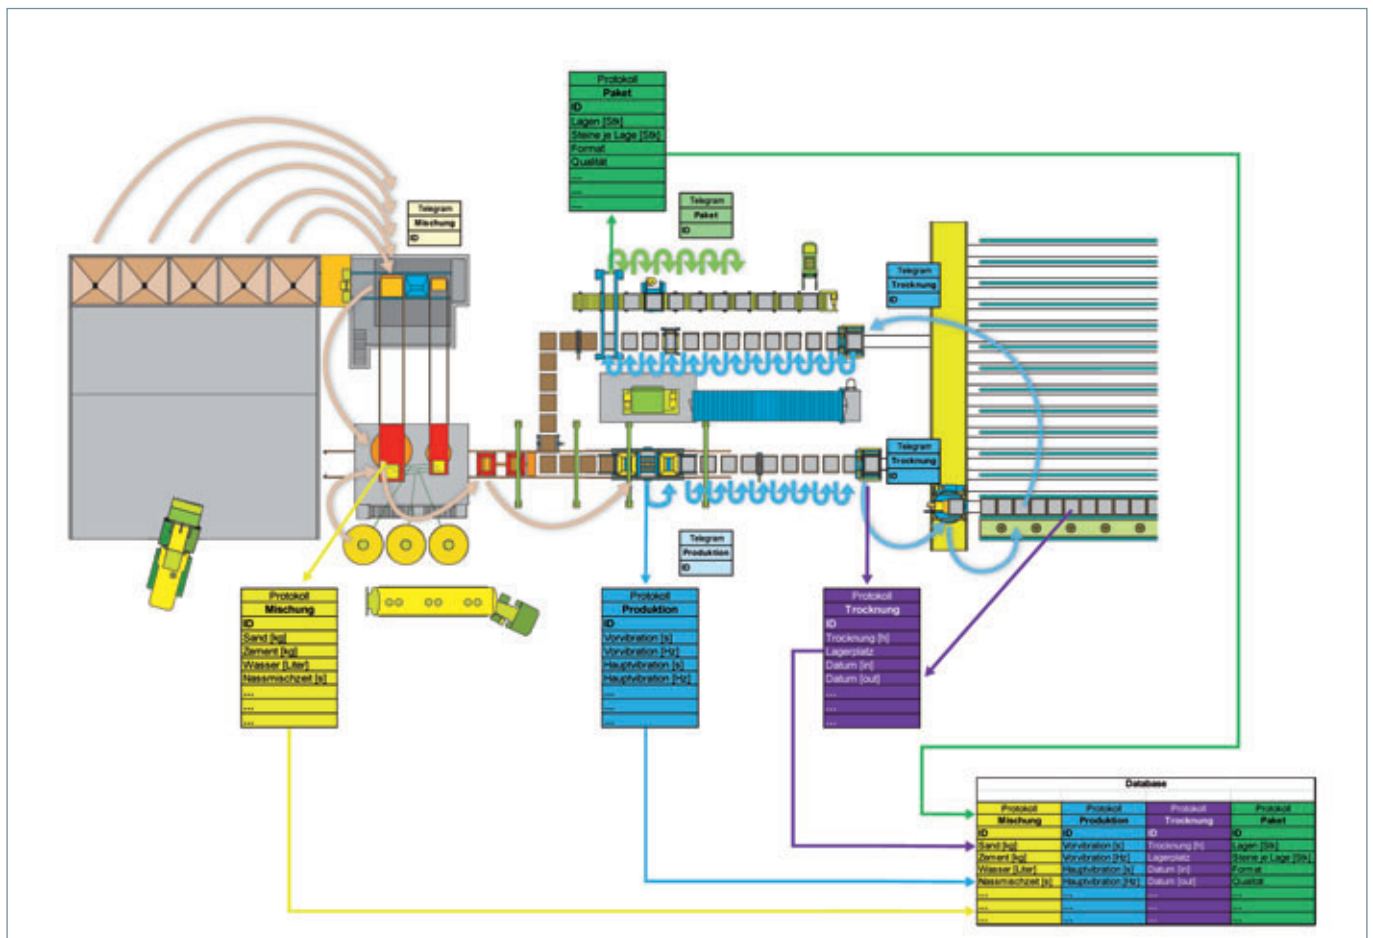 Protokoll
Paket
ID
Lagen [Stk]
Steine je Lage [Stk]
Format
Qualität
...
...
...
Telegram
Mischung
ID
Telegram
Paket
ID
Telegram
Trocknung
ID
Telegram
Trocknung
ID
Telegram
Produktion
ID
Protokoll
Mischung
ID
Sand [kg]
Zement [kg]
Wasser [Liter]
Nassmischzeit [s]
...
...
...
Protokoll
Produktion
ID
Vorvibration [s]
Vorvibration [Hz]
Hauptvibration [s]
Hauptvibration [Hz]
...
...
...
Protokoll
Trocknung
ID
Trocknung [h]
Lagerplatz
Datum [in]
Datum [out]
...
...
...
Database
Protokoll Protokoll Protokoll Protokoll
Mischung Produktion Trocknung Paket
ID ID ID ID
Sand [kg] Vorvibration [s] Trocknung [h] Lagen [Stk]
Zement [kg] Vorvibration [Hz] Lagerplatz Steine je Lage [Stk]
Wasser [Liter] Hauptvibration [s] Datum [in] Format
Nassmischzeit [s] Hauptvibration [Hz] Datum [out] Qualität
... ... ... ...
... ... ... ...
... ... ... ...